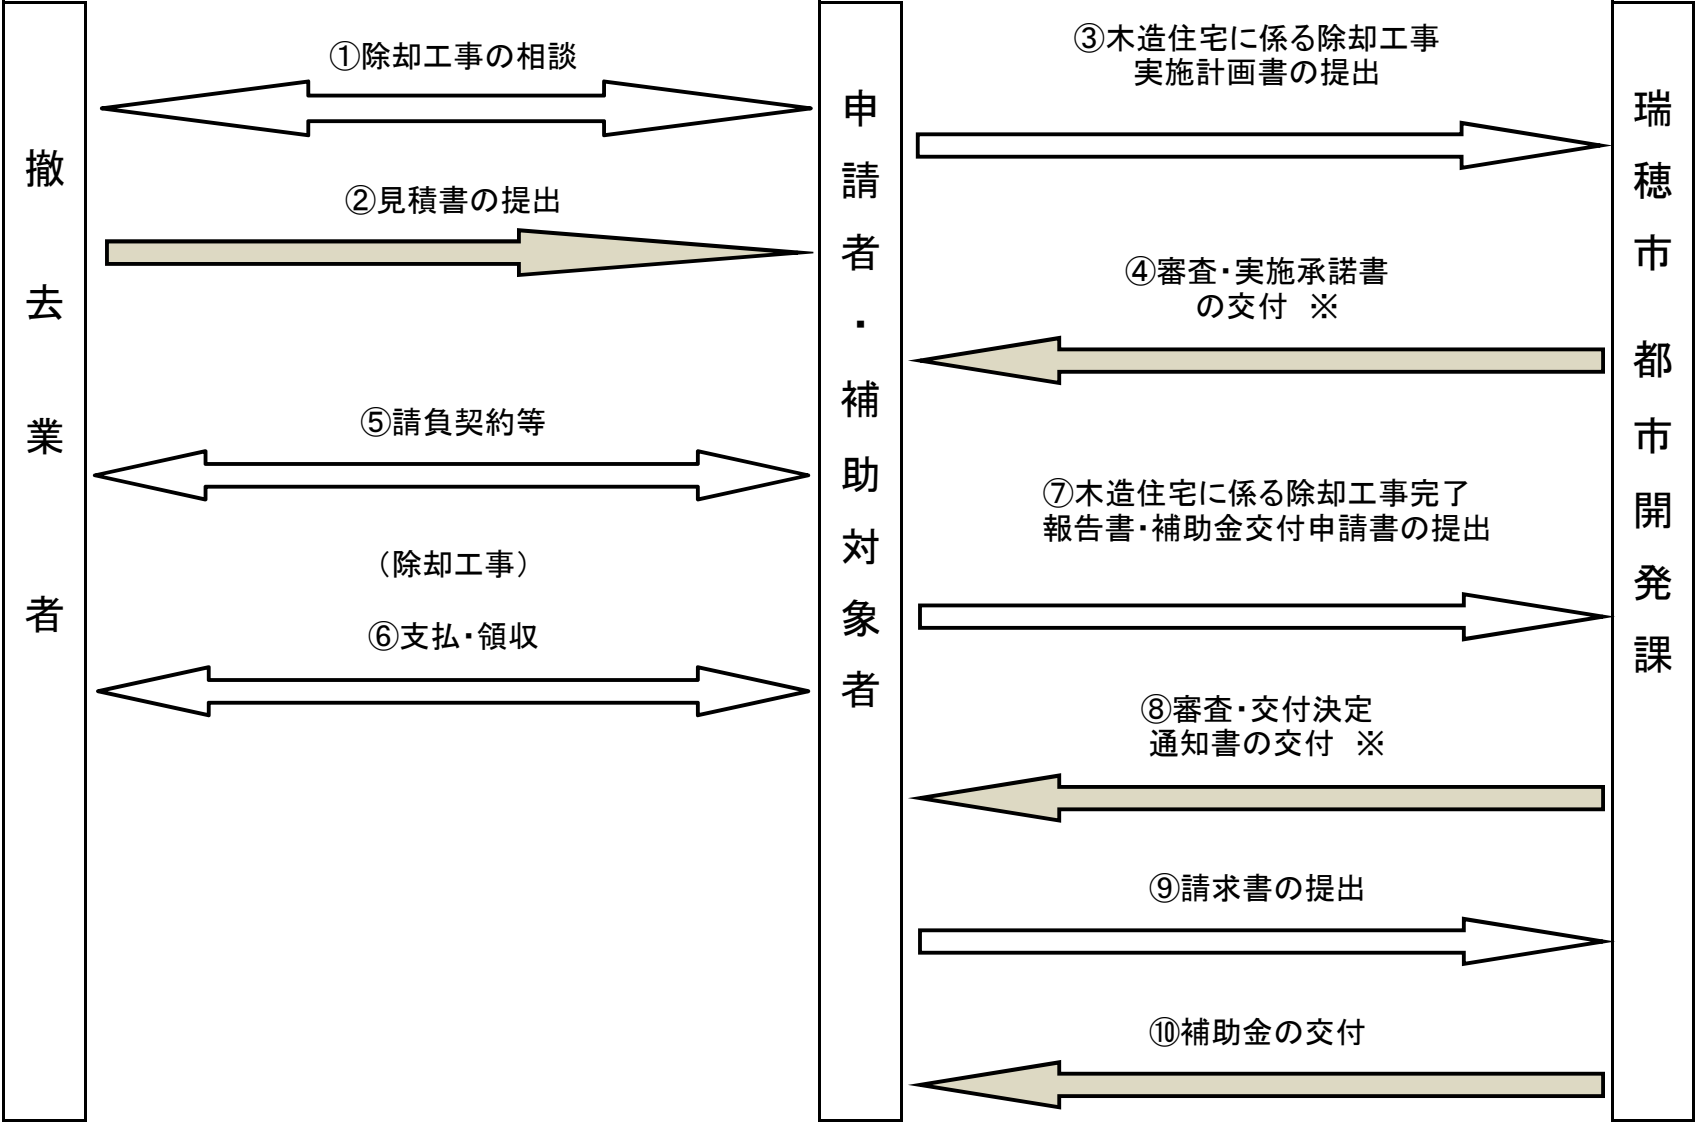 撤去業者
①除却工事の相談
②見積書の提出
⑤請負契約等
（除却工事）
⑥支払・領収
申請者・補助対象者
③木造住宅に係る除却工事
実施計画書の提出
④審査・実施承諾書
の交付　※
⑦木造住宅に係る除却工事完了
報告書・補助金交付申請書の提出
⑧審査・交付決定
通知書の交付　※
⑨請求書の提出
⑩補助金の交付
瑞穂市　都市開発課